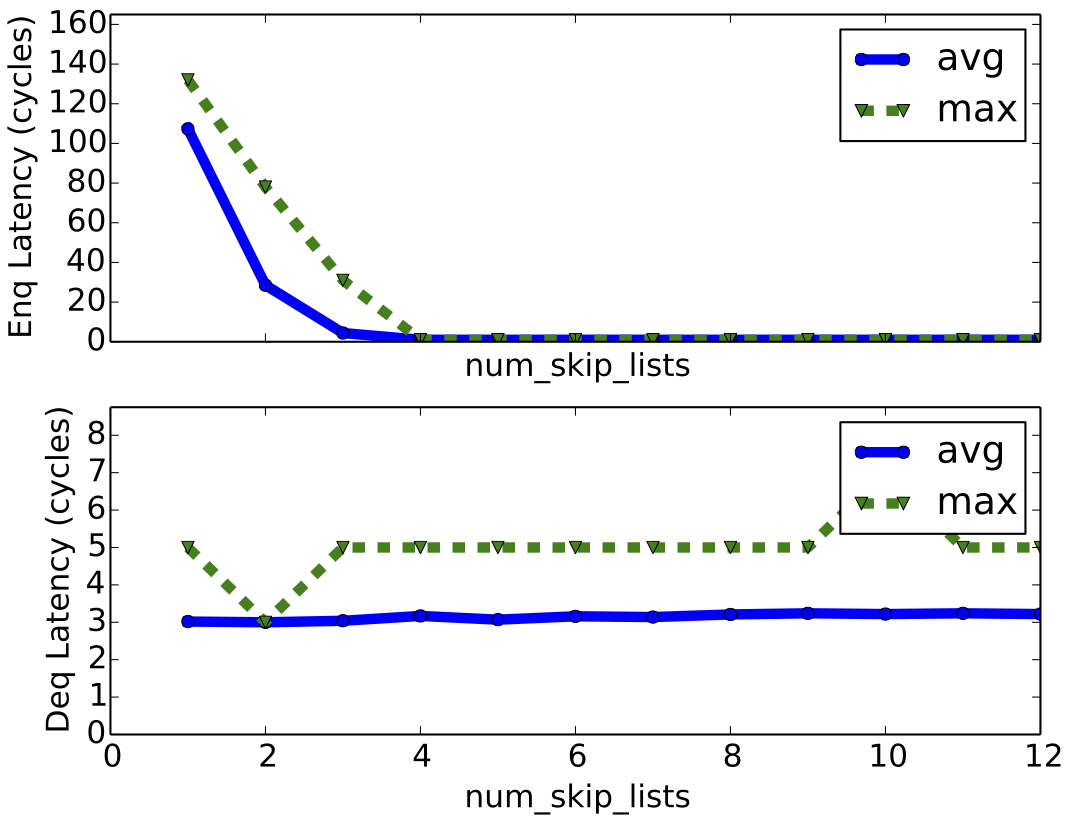 Enq Latency (cycles)
160
140
120
100
80
60
40
20
0
avg
max
num_skip_lists
Deq Latency (cycles)
8
7
6
5
4
3
2
1
0
avg
max
0 2 4 6 8 10 12
num_skip_lists